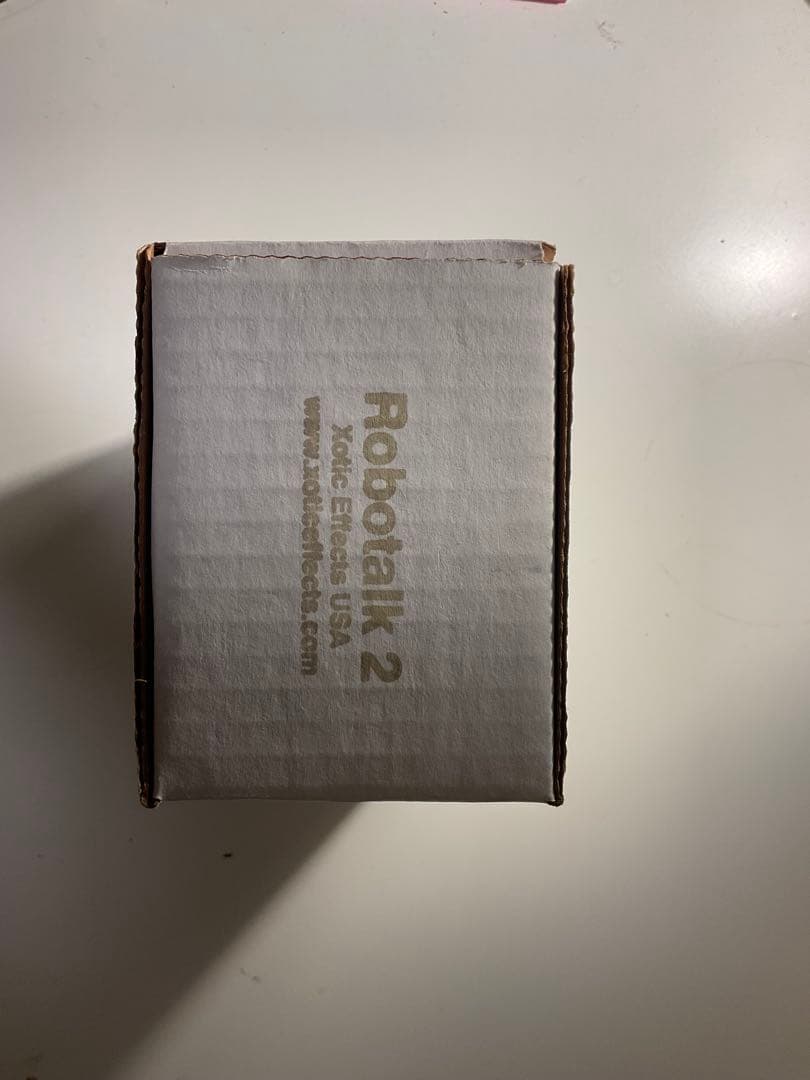 Robotalk 2
Xotic Effects USA
www.xoticeffects.com